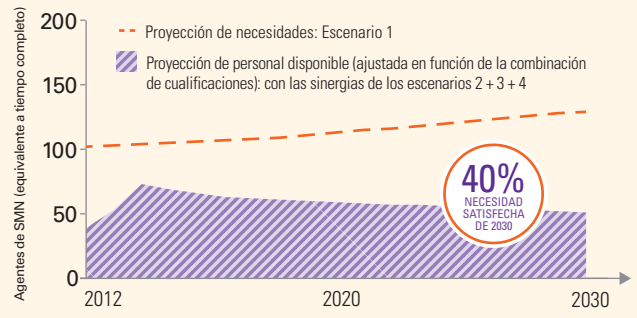 Agentes de SMN (equivalente a tiempo completo)
200
150
100
50
0
Proyección de necesidades: Escenario 1
Proyección de personal disponible (ajustada en función de la combinación
de cualificaciones): con las sinergias de los escenarios 2 + 3 + 4
40%
NECESIDAD
SATISFECHA
DE 2030
2012
2020
2030